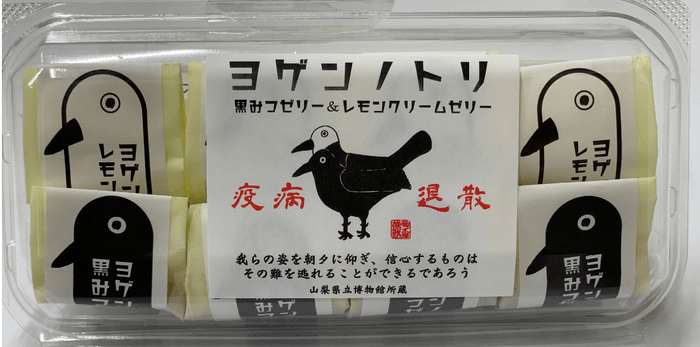 ヨゲンノトリ
黒みつゼリー&レモンクリームゼリー
疫病 退散
我らの姿を朝夕に仰ぎ、信心するものは
その難を逃れることができるであろう
山梨県立博物館所蔵
ヨゲン
レモン
ヨゲン
レモン
ヨゲン
黒みつ
ヨゲン
黒みつ